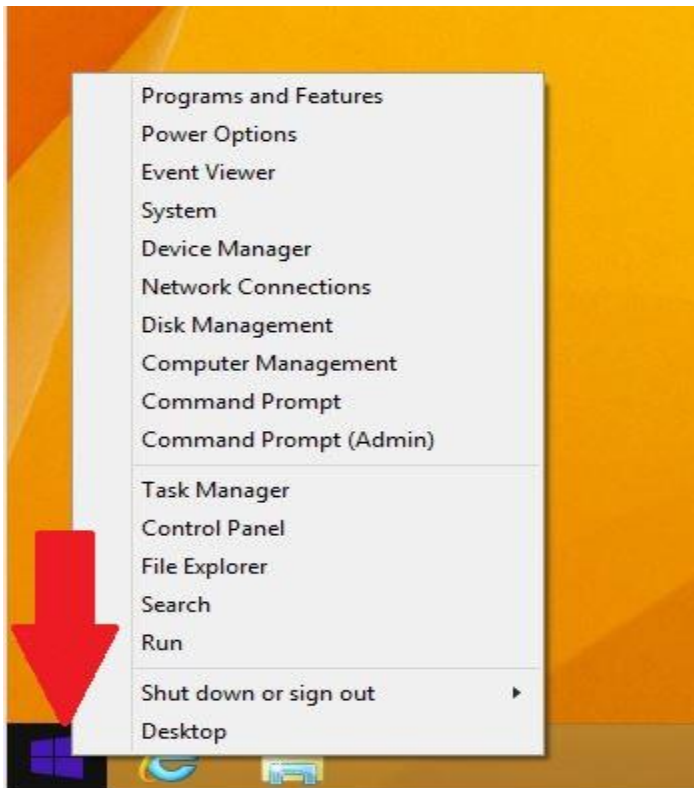 Programs and Features
Power Options
Event Viewer
System
Device Manager
Network Connections
Disk Management
Computer Management
Command Prompt
Command Prompt (Admin)
Task Manager
Control Panel
File Explorer
Search
Run
Shut down or sign out
Desktop